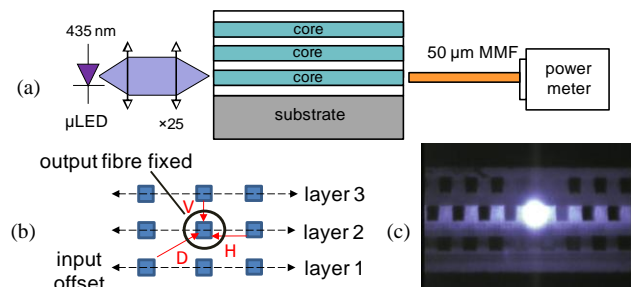 435 nm
core
core
core
substrate
50 µm MMF
power
meter
(a)
µLED
×25
output fibre fixed
layer 3
V
(b)
layer 2
(c)
D
H
input
offset
layer 1